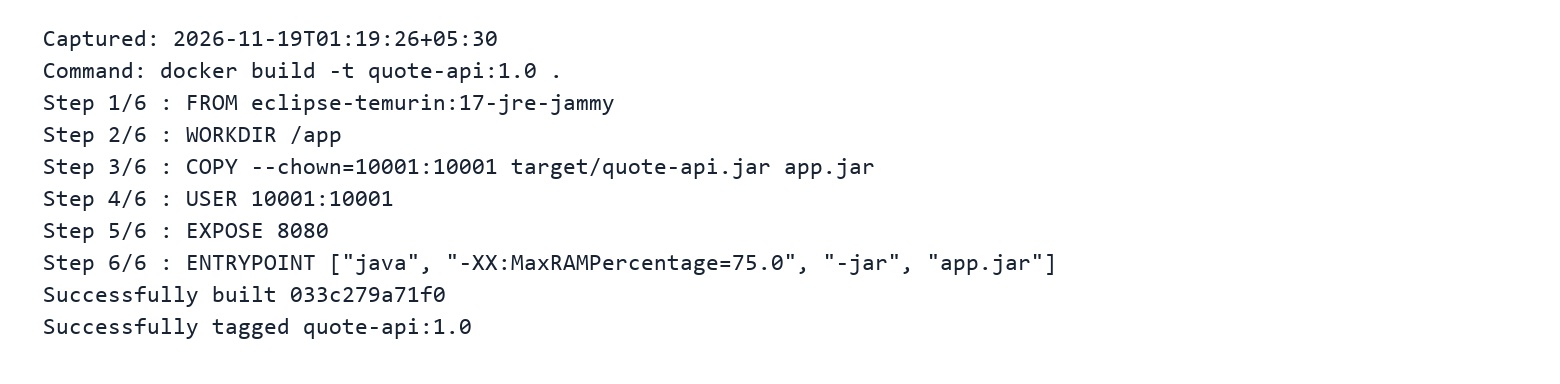 Captured: 2026-11-19T01:19:26+05:30
Command: docker build -t quote-api:1.0 .
Step 1/6 : FROM eclipse-temurin:17-jre-jammy
Step 2/6 : WORKDIR /app
Step 3/6 : COPY --chown=10001:10001 target/quote-api.jar app.jar
Step 4/6 : USER 10001:10001
Step 5/6 : EXPOSE 8080
Step 6/6 : ENTRYPOINT ["java", "-XX:MaxRAMPercentage=75.0", "-jar", "app.jar"]
Successfully built 033c279a71f0
Successfully tagged quote-api:1.0